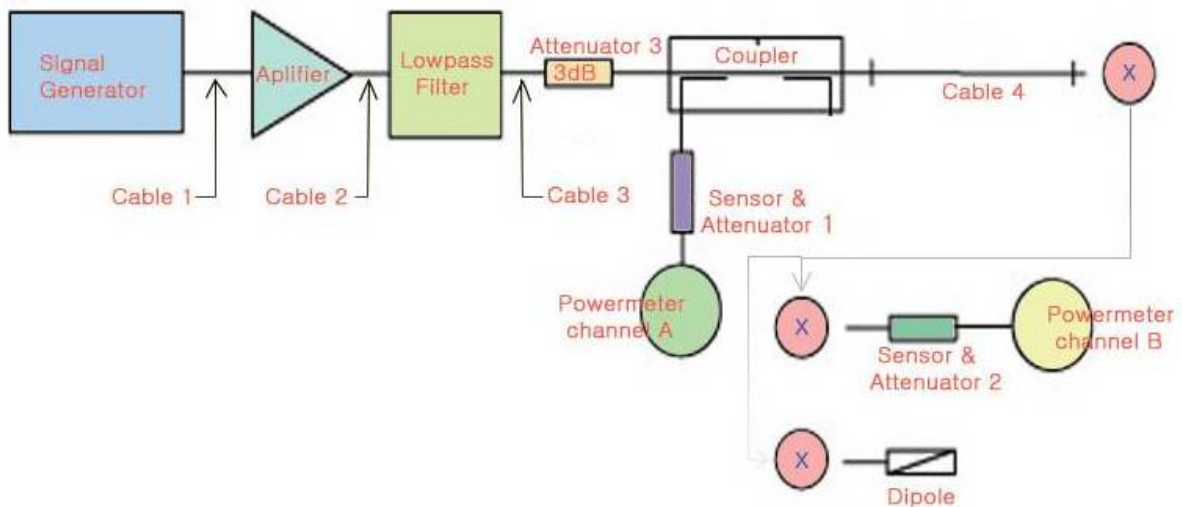 Signal
Generator
Aplifier
Lowpass
Filter
Attenuator 3
3dB
Coupler
Cable 4
X
Cable 1
Cable 2
Cable 3
Sensor &
Attenuator 1
Powermeter
channel A
X
Sensor &
Attenuator 2
Powermeter
channel B
X
Dipole